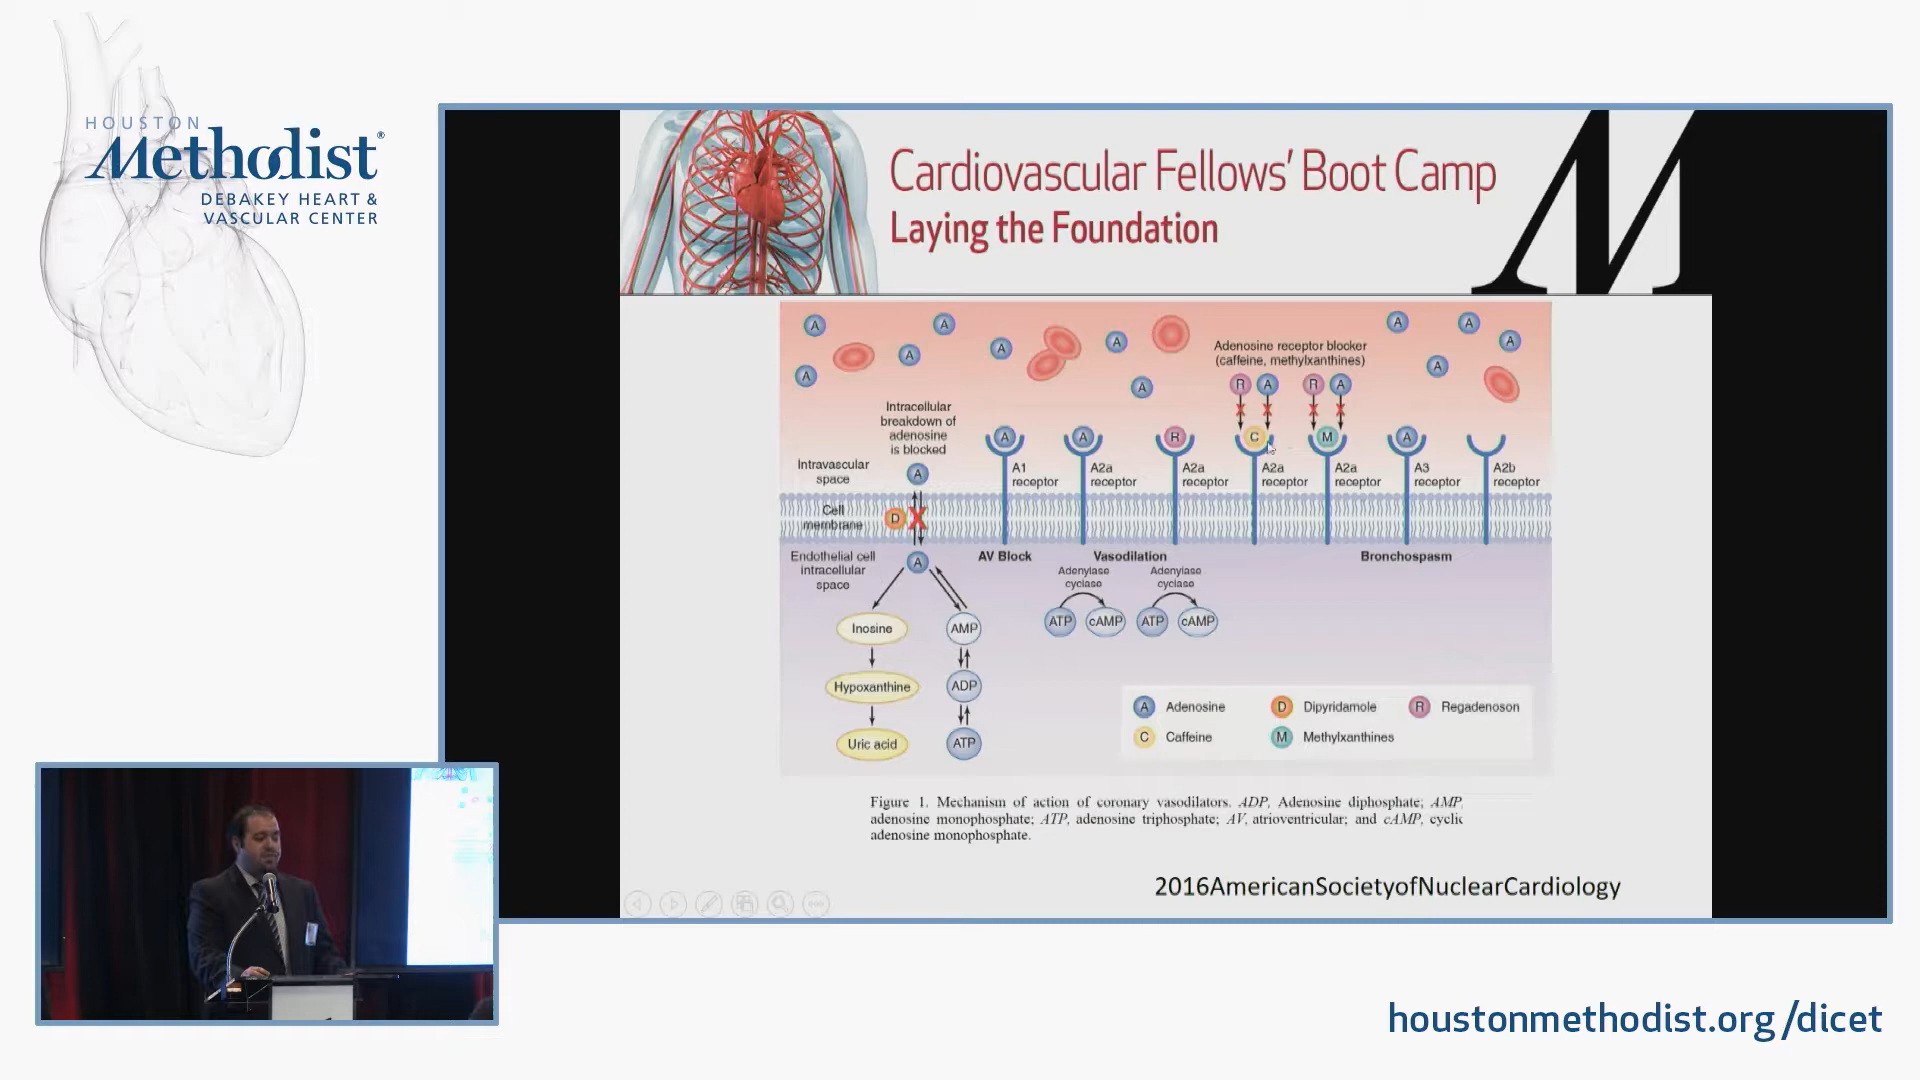 HOUSTON
Methodist®
DEBAKEY HEART &
VASCULAR CENTER
Cardiovascular Fellows' Boot Camp
Laying the Foundation
M
A
A
A
A
A
A
A
A
A
A
A
A
Adenosine receptor blocker
(caffeine, methylxanthines)
R A R A
X X X X
Intracellular
breakdown of
adenosine
is blocked
A
A
A
R
C
M
A
Intravascular
space
A1
receptor
A2a
receptor
A2a
receptor
A2a
receptor
A2a
receptor
A3
receptor
A2b
receptor
Cell
membrane
D X
Endothelial cell
intracellular
space
A
AV Block
Vasodilation
Bronchospasm
Adenylase
cyclase
Adenylase
cyclase
ATP cAMP ATP cAMP
Inosine
AMP
Hypoxanthine
ADP
Uric acid
ATP
A Adenosine
D Dipyridamole
R Regadenoson
C Caffeine
M Methylxanthines
Figure 1. Mechanism of action of coronary vasodilators. ADP, Adenosine diphosphate; AMP,
adenosine monophosphate; ATP, adenosine triphosphate; AV, atrioventricular; and cAMP, cyclic
adenosine monophosphate.
2016AmericanSocietyofNuclearCardiology
houstonmethodist.org/dicet